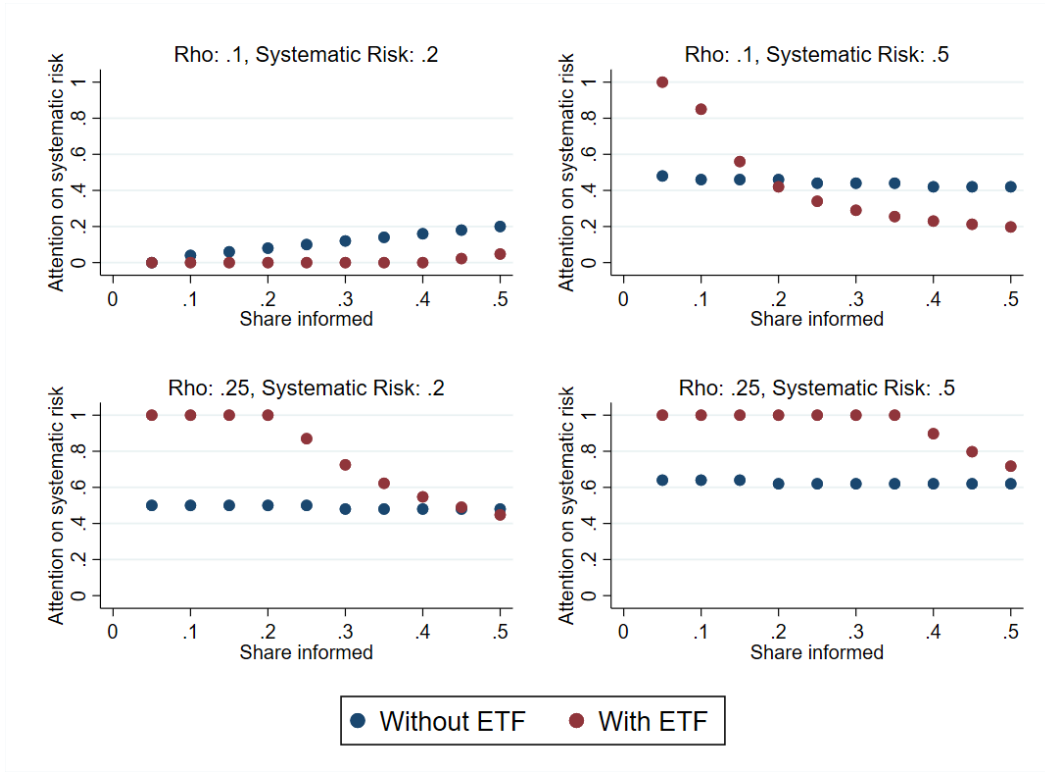 Rho: .1, Systematic Risk: .2
Attention on systematic risk
1
.8
.6
.4
.2
0
0 .1 .2 .3 .4 .5
Share informed
Rho: .1, Systematic Risk: .5
Attention on systematic risk
1
.8
.6
.4
.2
0
0 .1 .2 .3 .4 .5
Share informed
Rho: .25, Systematic Risk: .2
Attention on systematic risk
1
.8
.6
.4
.2
0
0 .1 .2 .3 .4 .5
Share informed
Rho: .25, Systematic Risk: .5
Attention on systematic risk
1
.8
.6
.4
.2
0
0 .1 .2 .3 .4 .5
Share informed
Without ETF With ETF